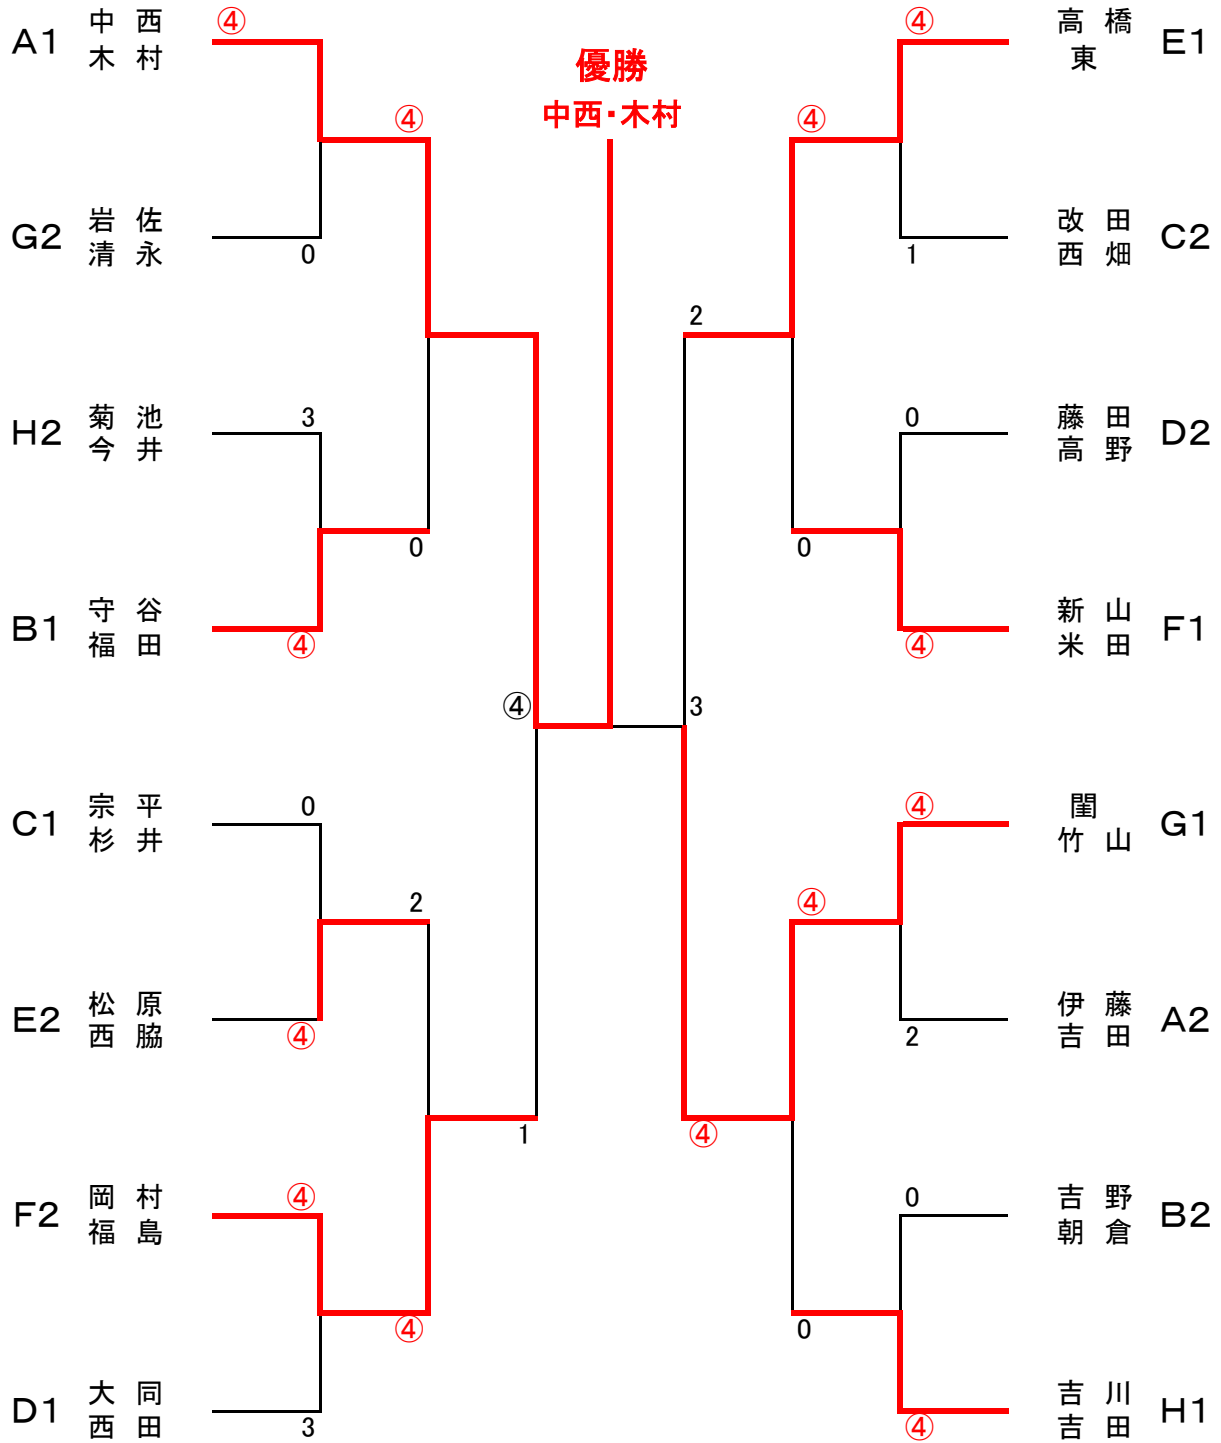 優勝
中西・木村
A1 中西 ④
木村
④
G2 岩佐
清永 0
H2 菊池 3
今井
0
B1 守谷
福田 ④
④
C1 宗平 0
杉井
2
E2 松原
西脇 ④
1
F2 岡村 ④
福島
④
D1 大同
西田 3
④ 高橋 E1
東
④
改田 C2
1 西畑
2
0 藤田 D2
高野
0
新山 F1
④ 米田
3
④ 閨 G1
竹山
④
伊藤 A2
2 吉田
④
0 吉野 B2
朝倉
0
吉川 H1
④ 吉田